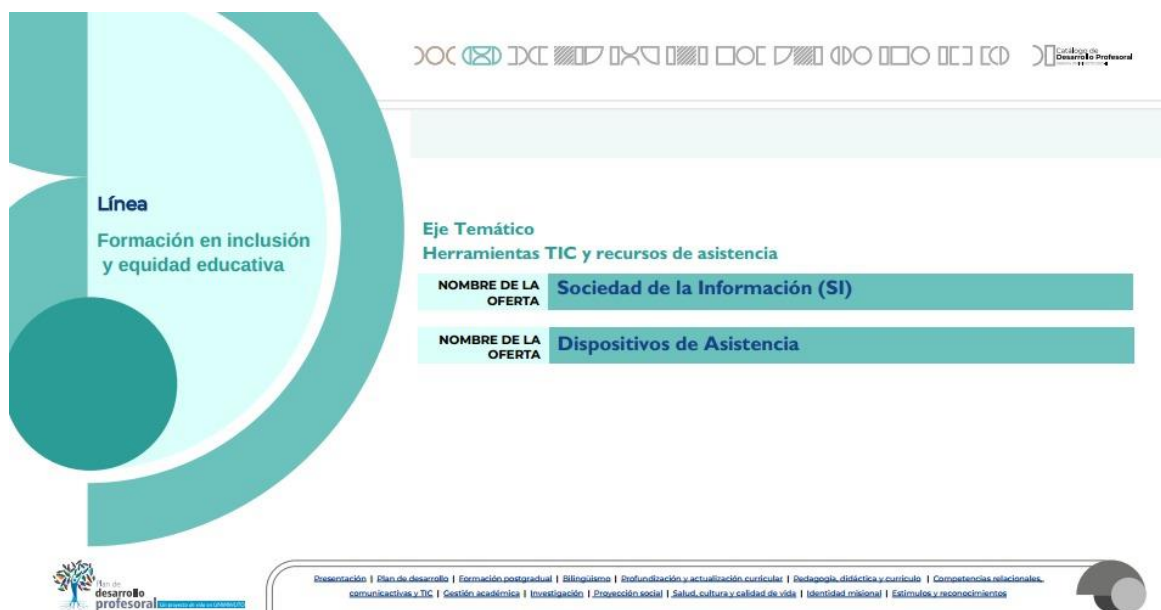 Catálogo de
Desarrollo Profesoral
Línea
Formación en inclusión
y equidad educativa
Eje Temático
Herramientas TIC y recursos de asistencia
NOMBRE DE LA
OFERTA
Sociedad de la Información (SI)
NOMBRE DE LA
OFERTA
Dispositivos de Asistencia
Plan de
desarrollo
profesoral
Presentación | Plan de desarrollo | Formación postgradual | Bilingüismo | Profundización y actualización curricular | Pedagogía, didáctica y currículo | Competencias relacionales,
comunicactivas y TIC | Gestión académica | Investigación | Proyección social | Salud, cultura y calidad de vida | Identidad misional | Estímulos y reconocimientos